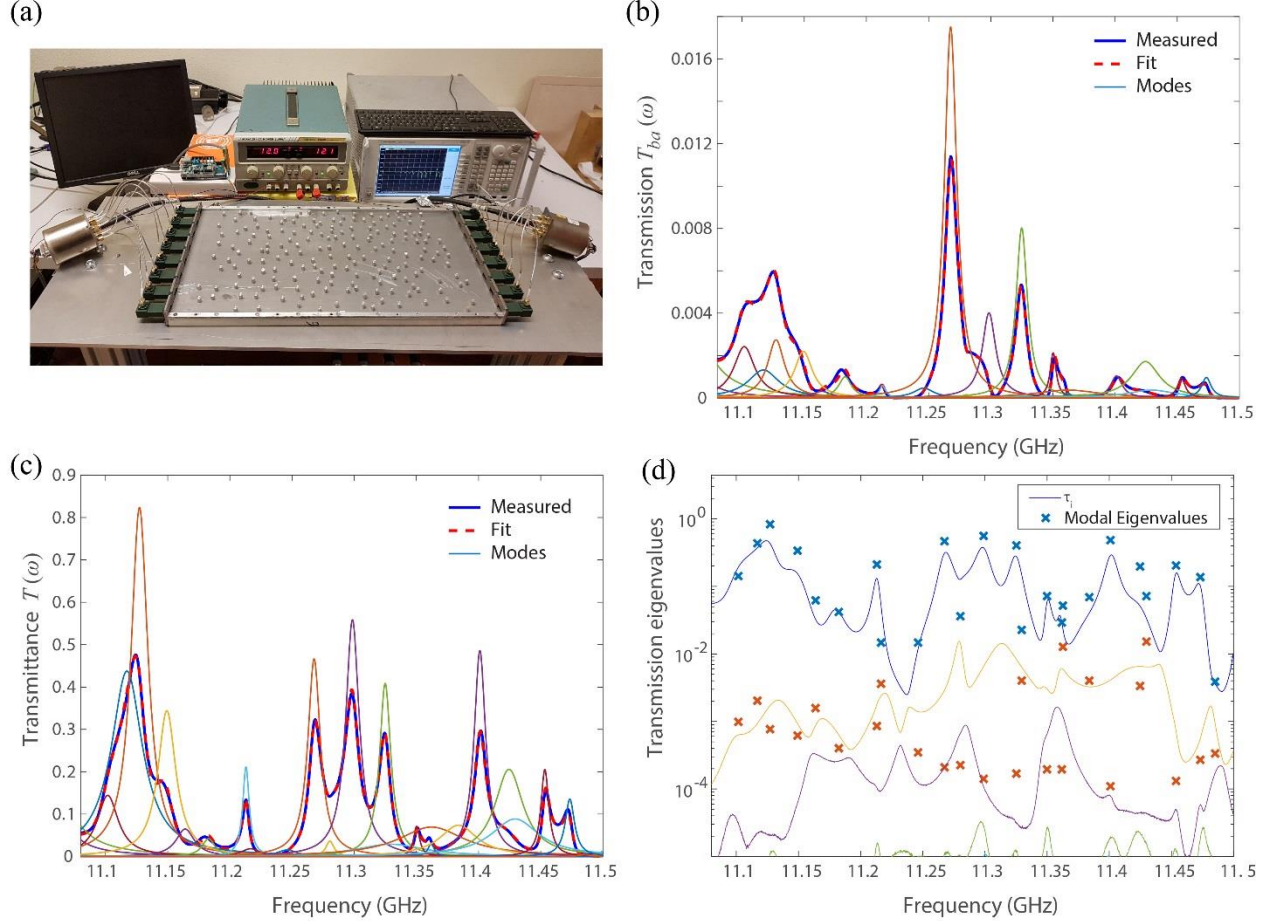 (a)
12.0
121
DELL
(b)
Measured
Fit
Modes
0.016
0.012
0.008
0.004
0
Transmission T_ba (ω)
11.1 11.15 11.2 11.25 11.3 11.35 11.4 11.45 11.5
Frequency (GHz)
(c)
Measured
Fit
Modes
0.9
0.8
0.7
0.6
0.5
0.4
0.3
0.2
0.1
0
Transmittance T (ω)
11.1 11.15 11.2 11.25 11.3 11.35 11.4 11.45 11.5
Frequency (GHz)
(d)
τ_i
Modal Eigenvalues
10^0
10^-2
10^-4
Transmission eigenvalues
11.1 11.15 11.2 11.25 11.3 11.35 11.4 11.45 11.5
Frequency (GHz)